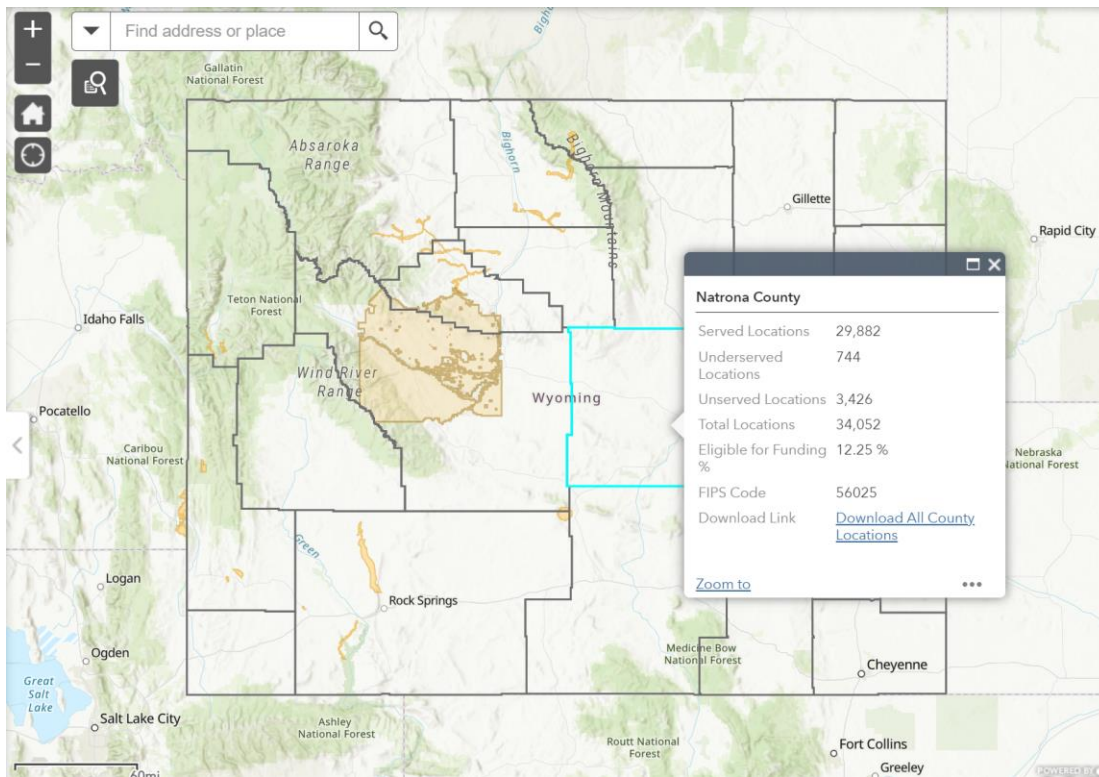 +
Find address or place
−
Gallatin
National Forest
Absaroka
Range
Bighorn
Bighorn Mountains
Gillette
Rapid City
Teton National
Forest
Idaho Falls
Wind River
Range
Wyoming
Pocatello
Caribou
National Forest
Natrona County
Served Locations 29,882
Underserved 744
Locations
Unserved Locations 3,426
Total Locations 34,052
Eligible for Funding 12.25 %
%
FIPS Code 56025
Download Link Download All County
Locations
Zoom to
Nebraska
National Forest
Green
Logan
Rock Springs
Ogden
Medicine Bow
National Forest
Cheyenne
Great
Salt
Lake
Salt Lake City
Ashley
National Forest
Routt National
Forest
Fort Collins
Greeley
60mi
POWERED BY